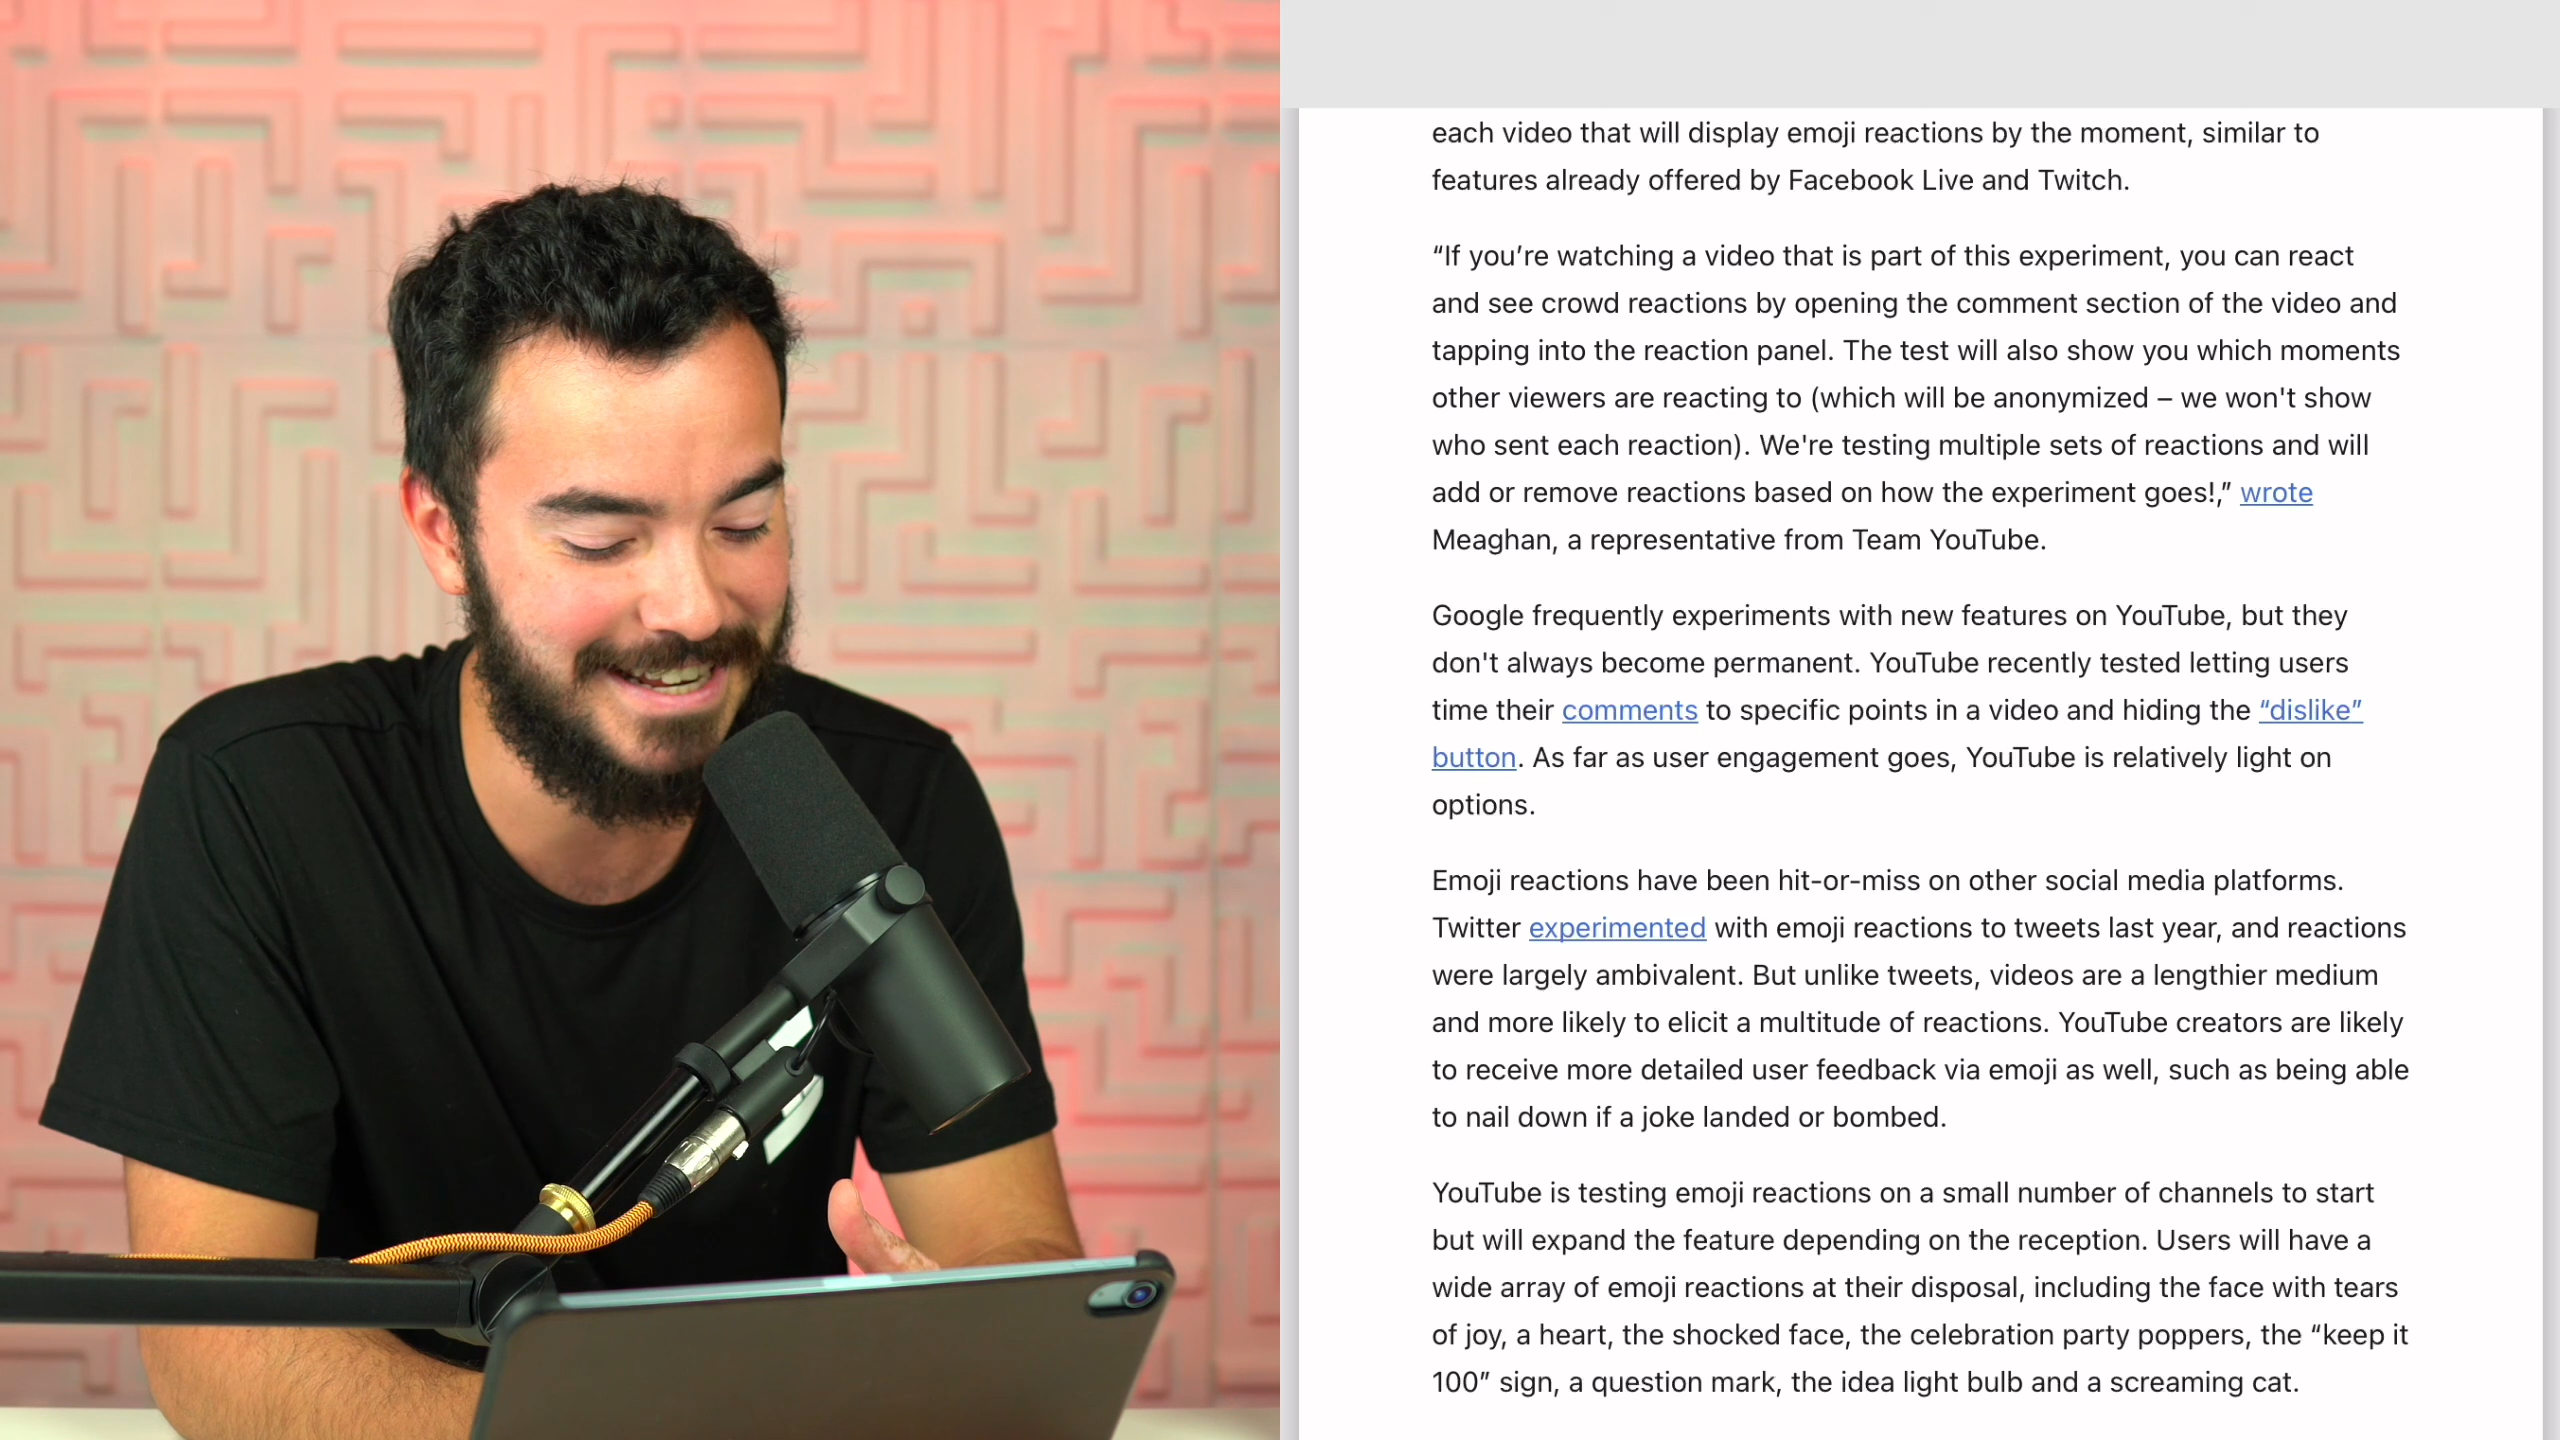 each video that will display emoji reactions by the moment, similar to
features already offered by Facebook Live and Twitch.
“If you’re watching a video that is part of this experiment, you can react
and see crowd reactions by opening the comment section of the video and
tapping into the reaction panel. The test will also show you which moments
other viewers are reacting to (which will be anonymized – we won't show
who sent each reaction). We're testing multiple sets of reactions and will
add or remove reactions based on how the experiment goes!,” wrote
Meaghan, a representative from Team YouTube.
Google frequently experiments with new features on YouTube, but they
don't always become permanent. YouTube recently tested letting users
time their comments to specific points in a video and hiding the “dislike”
button. As far as user engagement goes, YouTube is relatively light on
options.
Emoji reactions have been hit-or-miss on other social media platforms.
Twitter experimented with emoji reactions to tweets last year, and reactions
were largely ambivalent. But unlike tweets, videos are a lengthier medium
and more likely to elicit a multitude of reactions. YouTube creators are likely
to receive more detailed user feedback via emoji as well, such as being able
to nail down if a joke landed or bombed.
YouTube is testing emoji reactions on a small number of channels to start
but will expand the feature depending on the reception. Users will have a
wide array of emoji reactions at their disposal, including the face with tears
of joy, a heart, the shocked face, the celebration party poppers, the “keep it
100” sign, a question mark, the idea light bulb and a screaming cat.